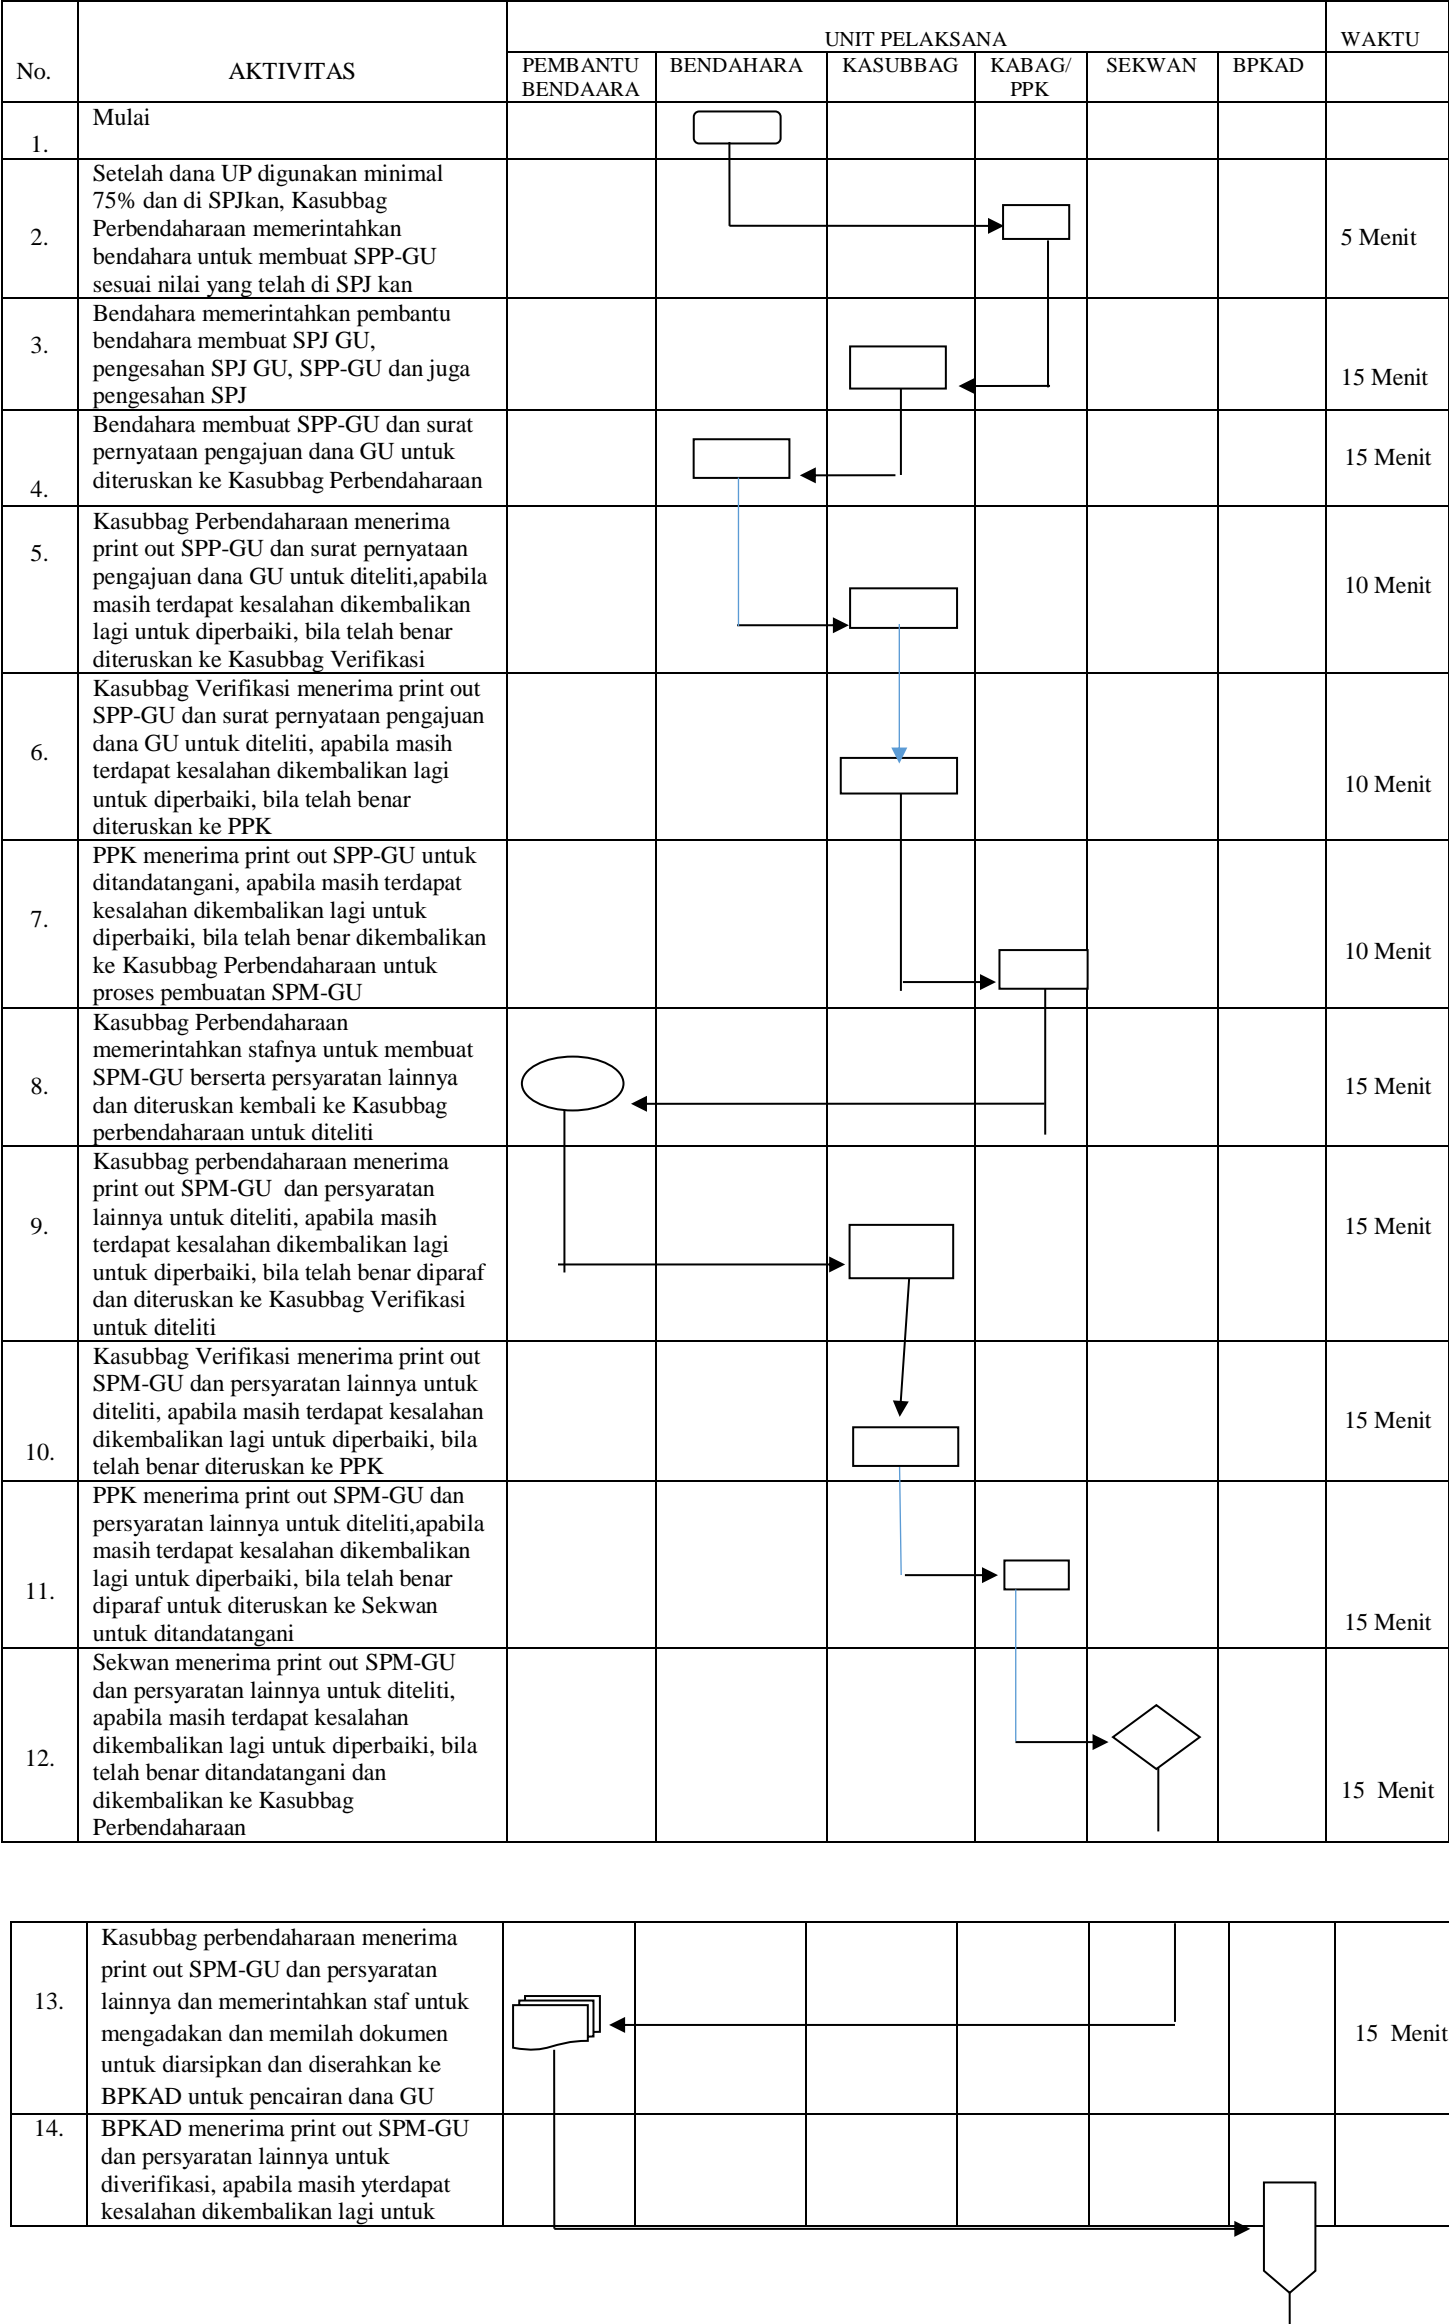 UNIT PELAKSANA
WAKTU
No.
AKTIVITAS
PEMBANTU
BENDAARA
BENDAHARA
KASUBBAG
KABAG/
PPK
SEKWAN
BPKAD
1.
Mulai
2.
Setelah dana UP digunakan minimal
75% dan di SPJkan, Kasubbag
Perbendaharaan memerintahkan
bendahara untuk membuat SPP-GU
sesuai nilai yang telah di SPJ kan
5 Menit
3.
Bendahara memerintahkan pembantu
bendahara membuat SPJ GU,
pengesahan SPJ GU, SPP-GU dan juga
pengesahan SPJ
15 Menit
4.
Bendahara membuat SPP-GU dan surat
pernyataan pengajuan dana GU untuk
diteruskan ke Kasubbag Perbendaharaan
15 Menit
5.
Kasubbag Perbendaharaan menerima
print out SPP-GU dan surat pernyataan
pengajuan dana GU untuk diteliti,apabila
masih terdapat kesalahan dikembalikan
lagi untuk diperbaiki, bila telah benar
diteruskan ke Kasubbag Verifikasi
10 Menit
6.
Kasubbag Verifikasi menerima print out
SPP-GU dan surat pernyataan pengajuan
dana GU untuk diteliti, apabila masih
terdapat kesalahan dikembalikan lagi
untuk diperbaiki, bila telah benar
diteruskan ke PPK
10 Menit
7.
PPK menerima print out SPP-GU untuk
ditandatangani, apabila masih terdapat
kesalahan dikembalikan lagi untuk
diperbaiki, bila telah benar dikembalikan
ke Kasubbag Perbendaharaan untuk
proses pembuatan SPM-GU
10 Menit
8.
Kasubbag Perbendaharaan
memerintahkan stafnya untuk membuat
SPM-GU berserta persyaratan lainnya
dan diteruskan kembali ke Kasubbag
perbendaharaan untuk diteliti
15 Menit
9.
Kasubbag perbendaharaan menerima
print out SPM-GU dan persyaratan
lainnya untuk diteliti, apabila masih
terdapat kesalahan dikembalikan lagi
untuk diperbaiki, bila telah benar diparaf
dan diteruskan ke Kasubbag Verifikasi
untuk diteliti
15 Menit
10.
Kasubbag Verifikasi menerima print out
SPM-GU dan persyaratan lainnya untuk
diteliti, apabila masih terdapat kesalahan
dikembalikan lagi untuk diperbaiki, bila
telah benar diteruskan ke PPK
15 Menit
11.
PPK menerima print out SPM-GU dan
persyaratan lainnya untuk diteliti,apabila
masih terdapat kesalahan dikembalikan
lagi untuk diperbaiki, bila telah benar
diparaf untuk diteruskan ke Sekwan
untuk ditandatangani
15 Menit
12.
Sekwan menerima print out SPM-GU
dan persyaratan lainnya untuk diteliti,
apabila masih terdapat kesalahan
dikembalikan lagi untuk diperbaiki, bila
telah benar ditandatangani dan
dikembalikan ke Kasubbag
Perbendaharaan
15 Menit
13.
Kasubbag perbendaharaan menerima
print out SPM-GU dan persyaratan
lainnya dan memerintahkan staf untuk
mengadakan dan memilah dokumen
untuk diarsipkan dan diserahkan ke
BPKAD untuk pencairan dana GU
15 Menit
14.
BPKAD menerima print out SPM-GU
dan persyaratan lainnya untuk
diverifikasi, apabila masih yterdapat
kesalahan dikembalikan lagi untuk